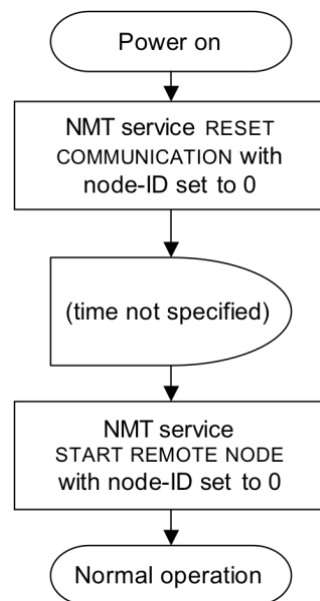 Power on
NMT service RESET
COMMUNICATION with
node-ID set to 0
(time not specified)
NMT service
START REMOTE NODE
with node-ID set to 0
Normal operation